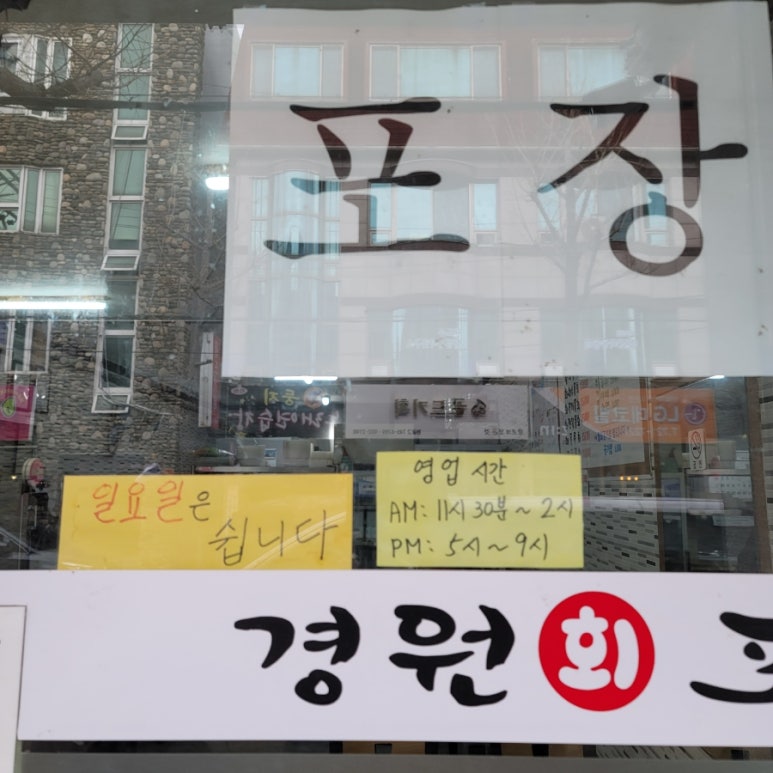 포장
일요일은
쉽니다
영업 시간
AM: 11시 30분 ~ 2시
PM: 5시 ~ 9시
경원 회